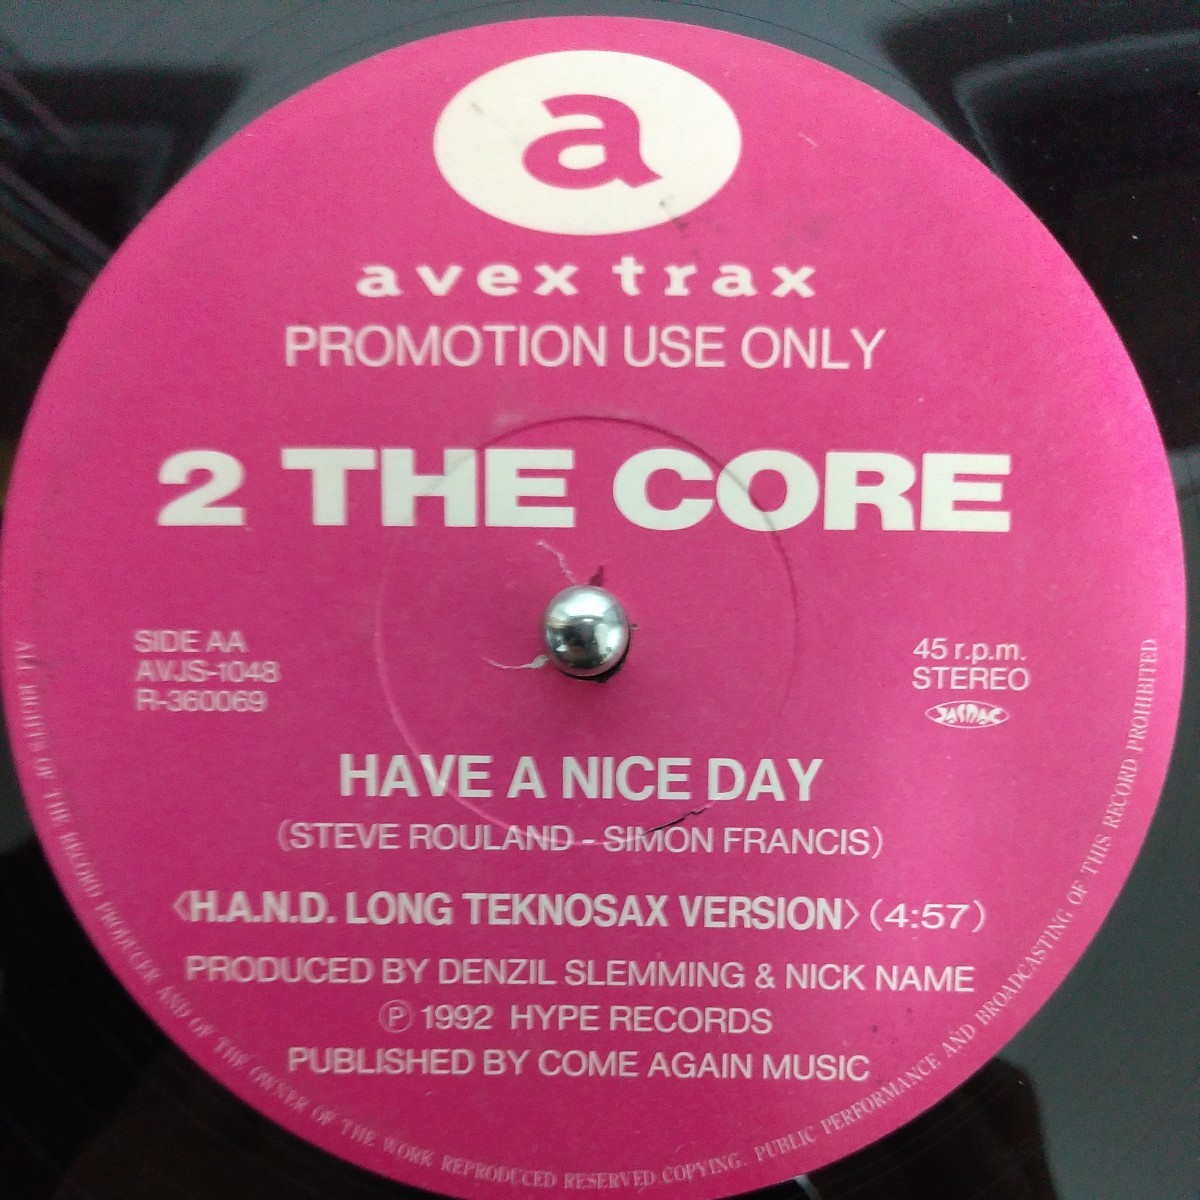 a
avex trax
PROMOTION USE ONLY
2 THE CORE
SIDE AA
AVJS-1048
R-360069
45 r.p.m.
STEREO
JASRAC
HAVE A NICE DAY
(STEVE ROULAND - SIMON FRANCIS)
〈H.A.N.D. LONG TEKNOSAX VERSION〉(4:57)
PRODUCED BY DENZIL SLEMMING & NICK NAME
Ⓟ 1992 HYPE RECORDS
PUBLISHED BY COME AGAIN MUSIC
ALL RIGHTS OF THE RECORD PRODUCER AND OF THE OWNER OF THE WORK REPRODUCED RESERVED COPYING. PUBLIC PERFORMANCE AND BROADCASTING OF THIS RECORD PROHIBITED